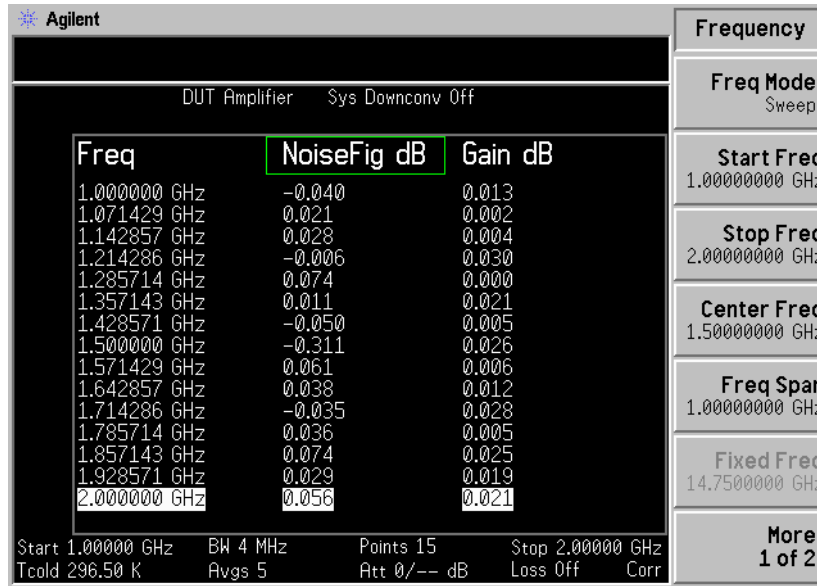 Agilent
Frequency
DUT Amplifier Sys Downconv Off
Freq Mode
Sweep
Freq NoiseFig dB Gain dB
1.000000 GHz -0.040 0.013
1.071429 GHz 0.021 0.002
1.142857 GHz 0.028 0.004
1.214286 GHz -0.006 0.030
1.285714 GHz 0.074 0.000
1.357143 GHz 0.011 0.021
1.428571 GHz -0.050 0.005
1.500000 GHz -0.311 0.026
1.571429 GHz 0.061 0.006
1.642857 GHz 0.038 0.012
1.714286 GHz -0.035 0.028
1.785714 GHz 0.036 0.005
1.857143 GHz 0.074 0.025
1.928571 GHz 0.029 0.019
2.000000 GHz 0.056 0.021
Start Freq
1.00000000 GHz
Stop Freq
2.00000000 GHz
Center Freq
1.50000000 GHz
Freq Span
1.00000000 GHz
Fixed Freq
14.7500000 GHz
More
1 of 2
Start 1.00000 GHz BW 4 MHz Points 15 Stop 2.00000 GHz
Tcold 296.50 K Avgs 5 Att 0/-- dB Loss Off Corr